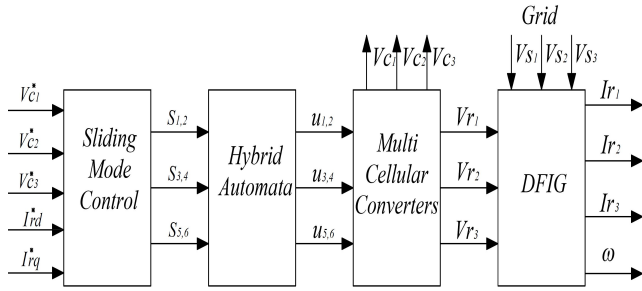 Grid
Vc1 Vc2 Vc3
Vs1 Vs2 Vs3
Vc1*
Vc2*
Vc3*
Ird*
Irq*
Sliding
Mode
Control
S1,2
S3,4
S5,6
Hybrid
Automata
u1,2
u3,4
u5,6
Multi
Cellular
Converters
Vr1
Vr2
Vr3
DFIG
Ir1
Ir2
Ir3
ω